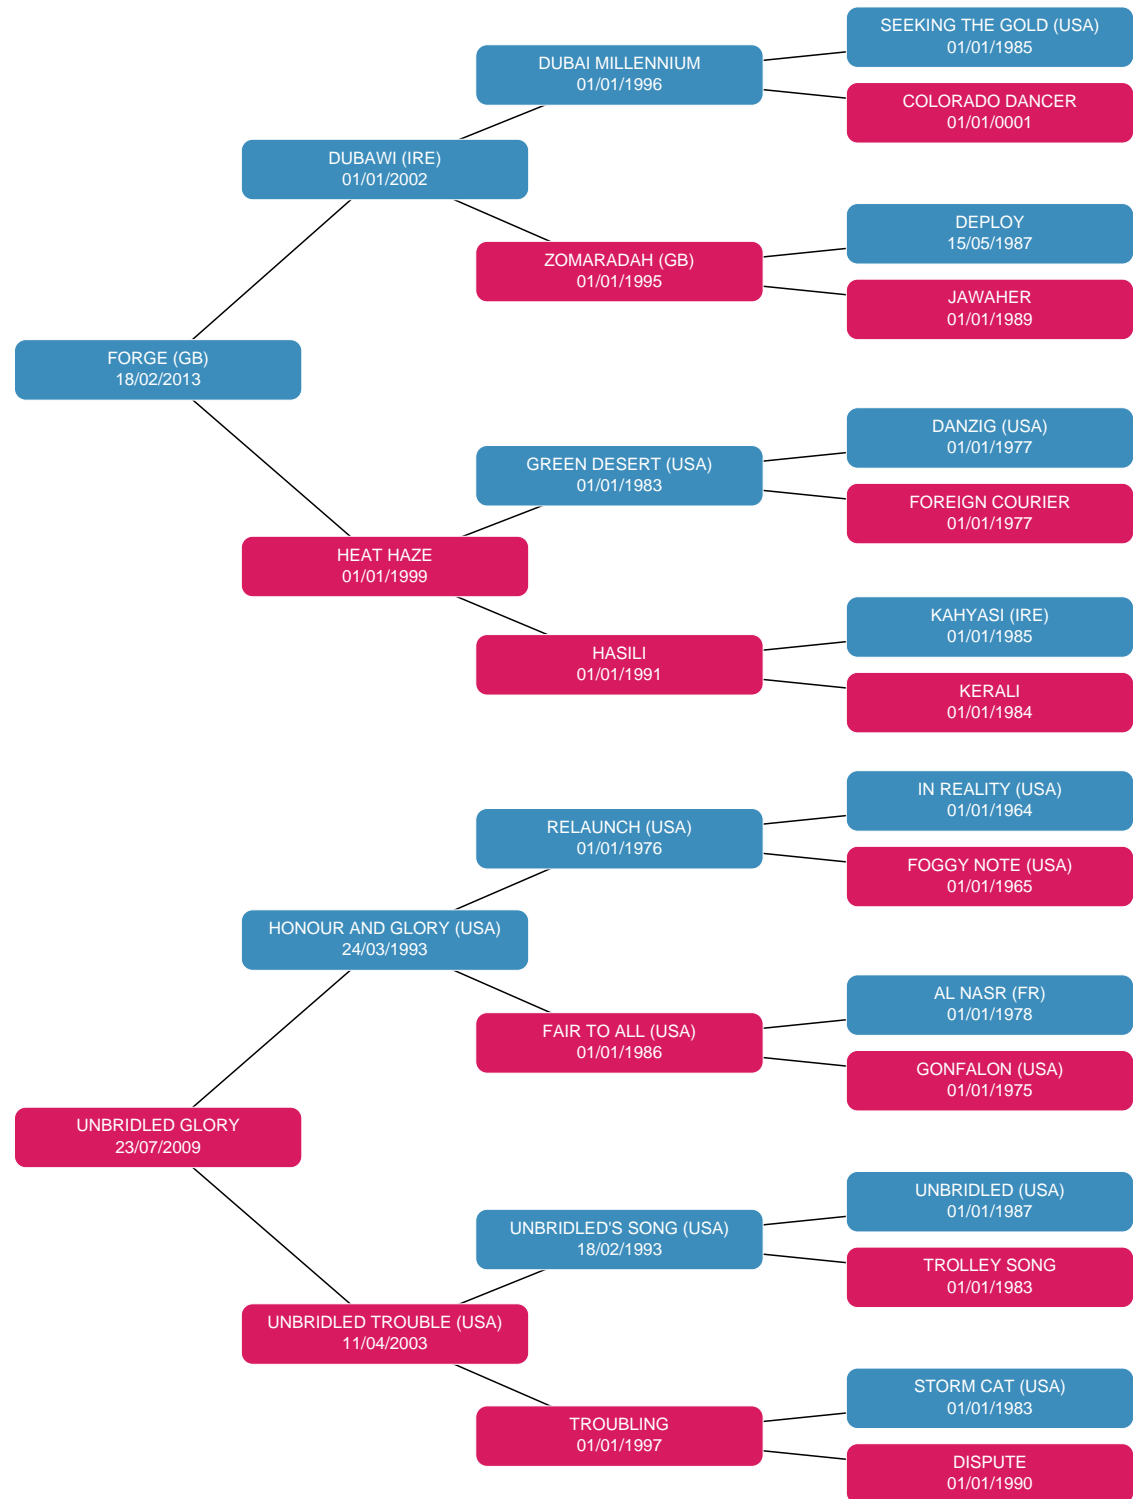 SEEKING THE GOLD (USA)
01/01/1985
DUBAI MILLENNIUM
01/01/1996
COLORADO DANCER
01/01/0001
DUBAWI (IRE)
01/01/2002
DEPLOY
15/05/1987
ZOMARADAH (GB)
01/01/1995
JAWAHER
01/01/1989
FORGE (GB)
18/02/2013
DANZIG (USA)
01/01/1977
GREEN DESERT (USA)
01/01/1983
FOREIGN COURIER
01/01/1977
HEAT HAZE
01/01/1999
KAHYASI (IRE)
01/01/1985
HASILI
01/01/1991
KERALI
01/01/1984
IN REALITY (USA)
01/01/1964
RELAUNCH (USA)
01/01/1976
FOGGY NOTE (USA)
01/01/1965
HONOUR AND GLORY (USA)
24/03/1993
AL NASR (FR)
01/01/1978
FAIR TO ALL (USA)
01/01/1986
GONFALON (USA)
01/01/1975
UNBRIDLED GLORY
23/07/2009
UNBRIDLED (USA)
01/01/1987
UNBRIDLED'S SONG (USA)
18/02/1993
TROLLEY SONG
01/01/1983
UNBRIDLED TROUBLE (USA)
11/04/2003
STORM CAT (USA)
01/01/1983
TROUBLING
01/01/1997
DISPUTE
01/01/1990